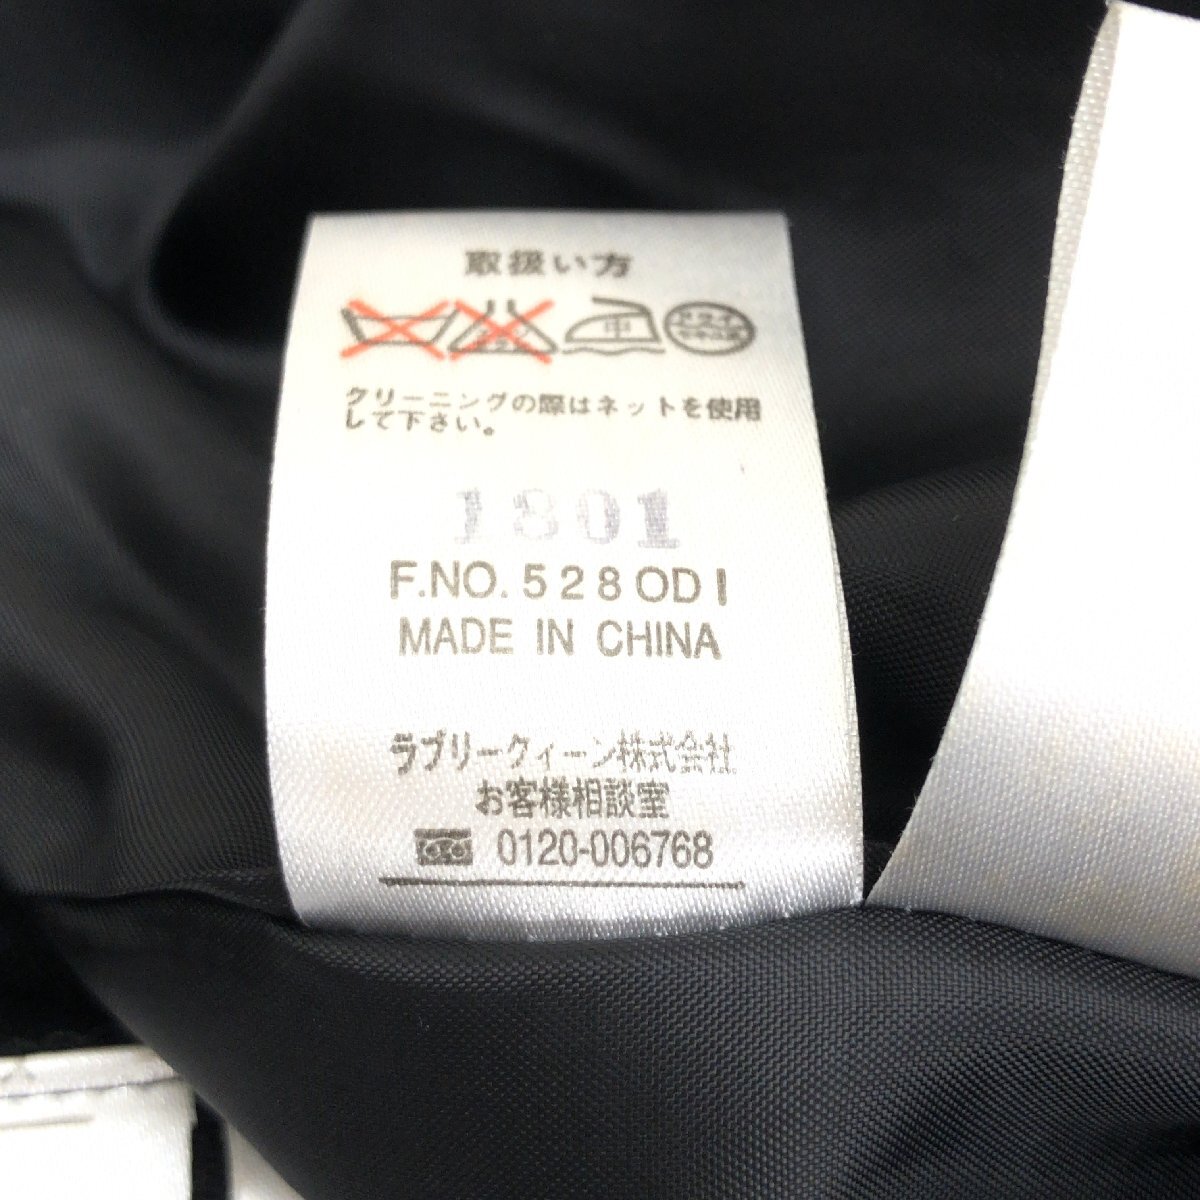 取扱い方
中
クリーニングの際はネットを使用
して下さい。
1801
F.NO. 528 OD I
MADE IN CHINA
ラブリークィーン株式会社
お客様相談室
0120-006768